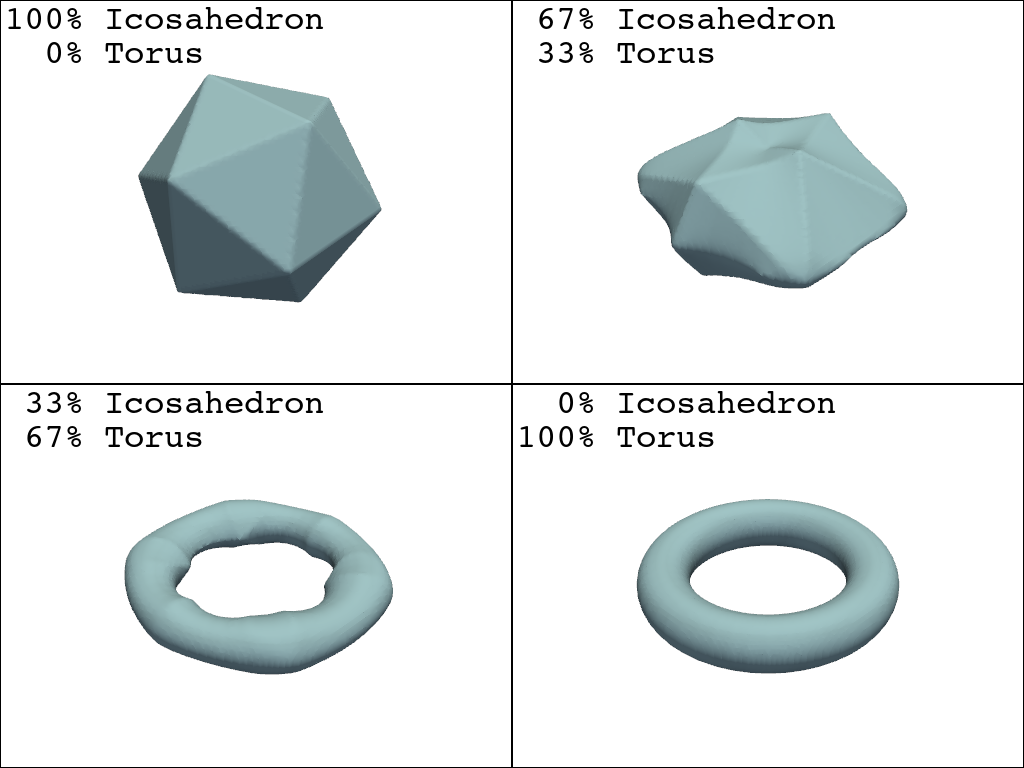 100% Icosahedron
0% Torus
67% Icosahedron
33% Torus
33% Icosahedron
67% Torus
0% Icosahedron
100% Torus